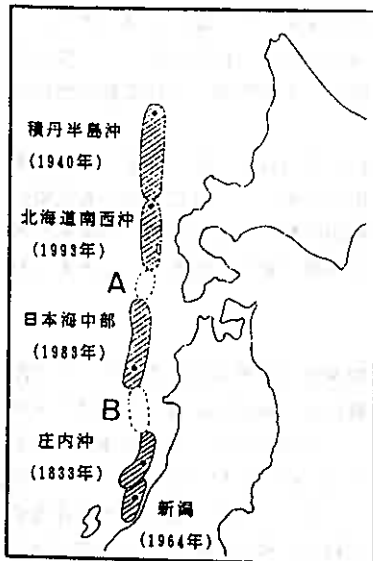 積丹半島沖
(1940年)
北海道南西沖
(1993年)
A
日本海中部
(1983年)
B
庄内沖
(1833年)
新潟
(1964年)